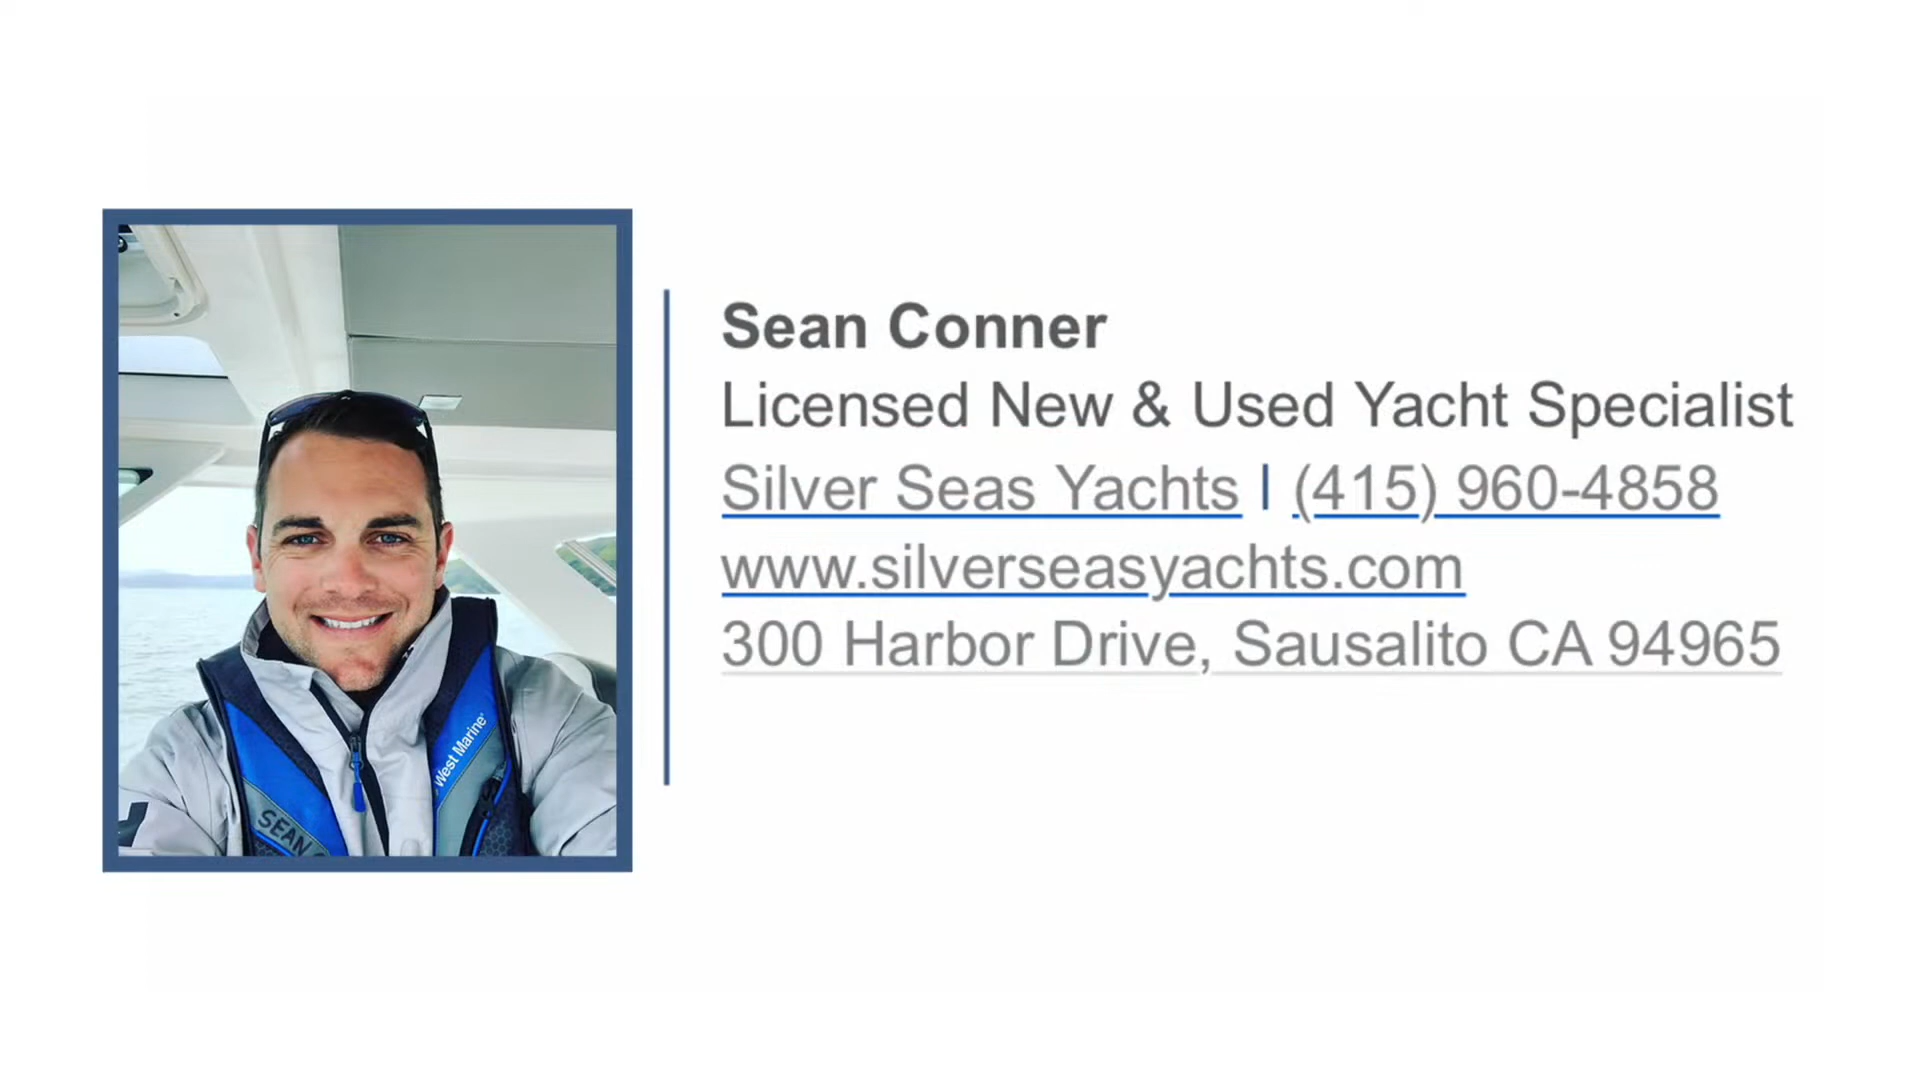 Sean Conner
Licensed New & Used Yacht Specialist
Silver Seas Yachts | (415) 960-4858
www.silverseasyachts.com
300 Harbor Drive, Sausalito CA 94965
West Marine
SEAN